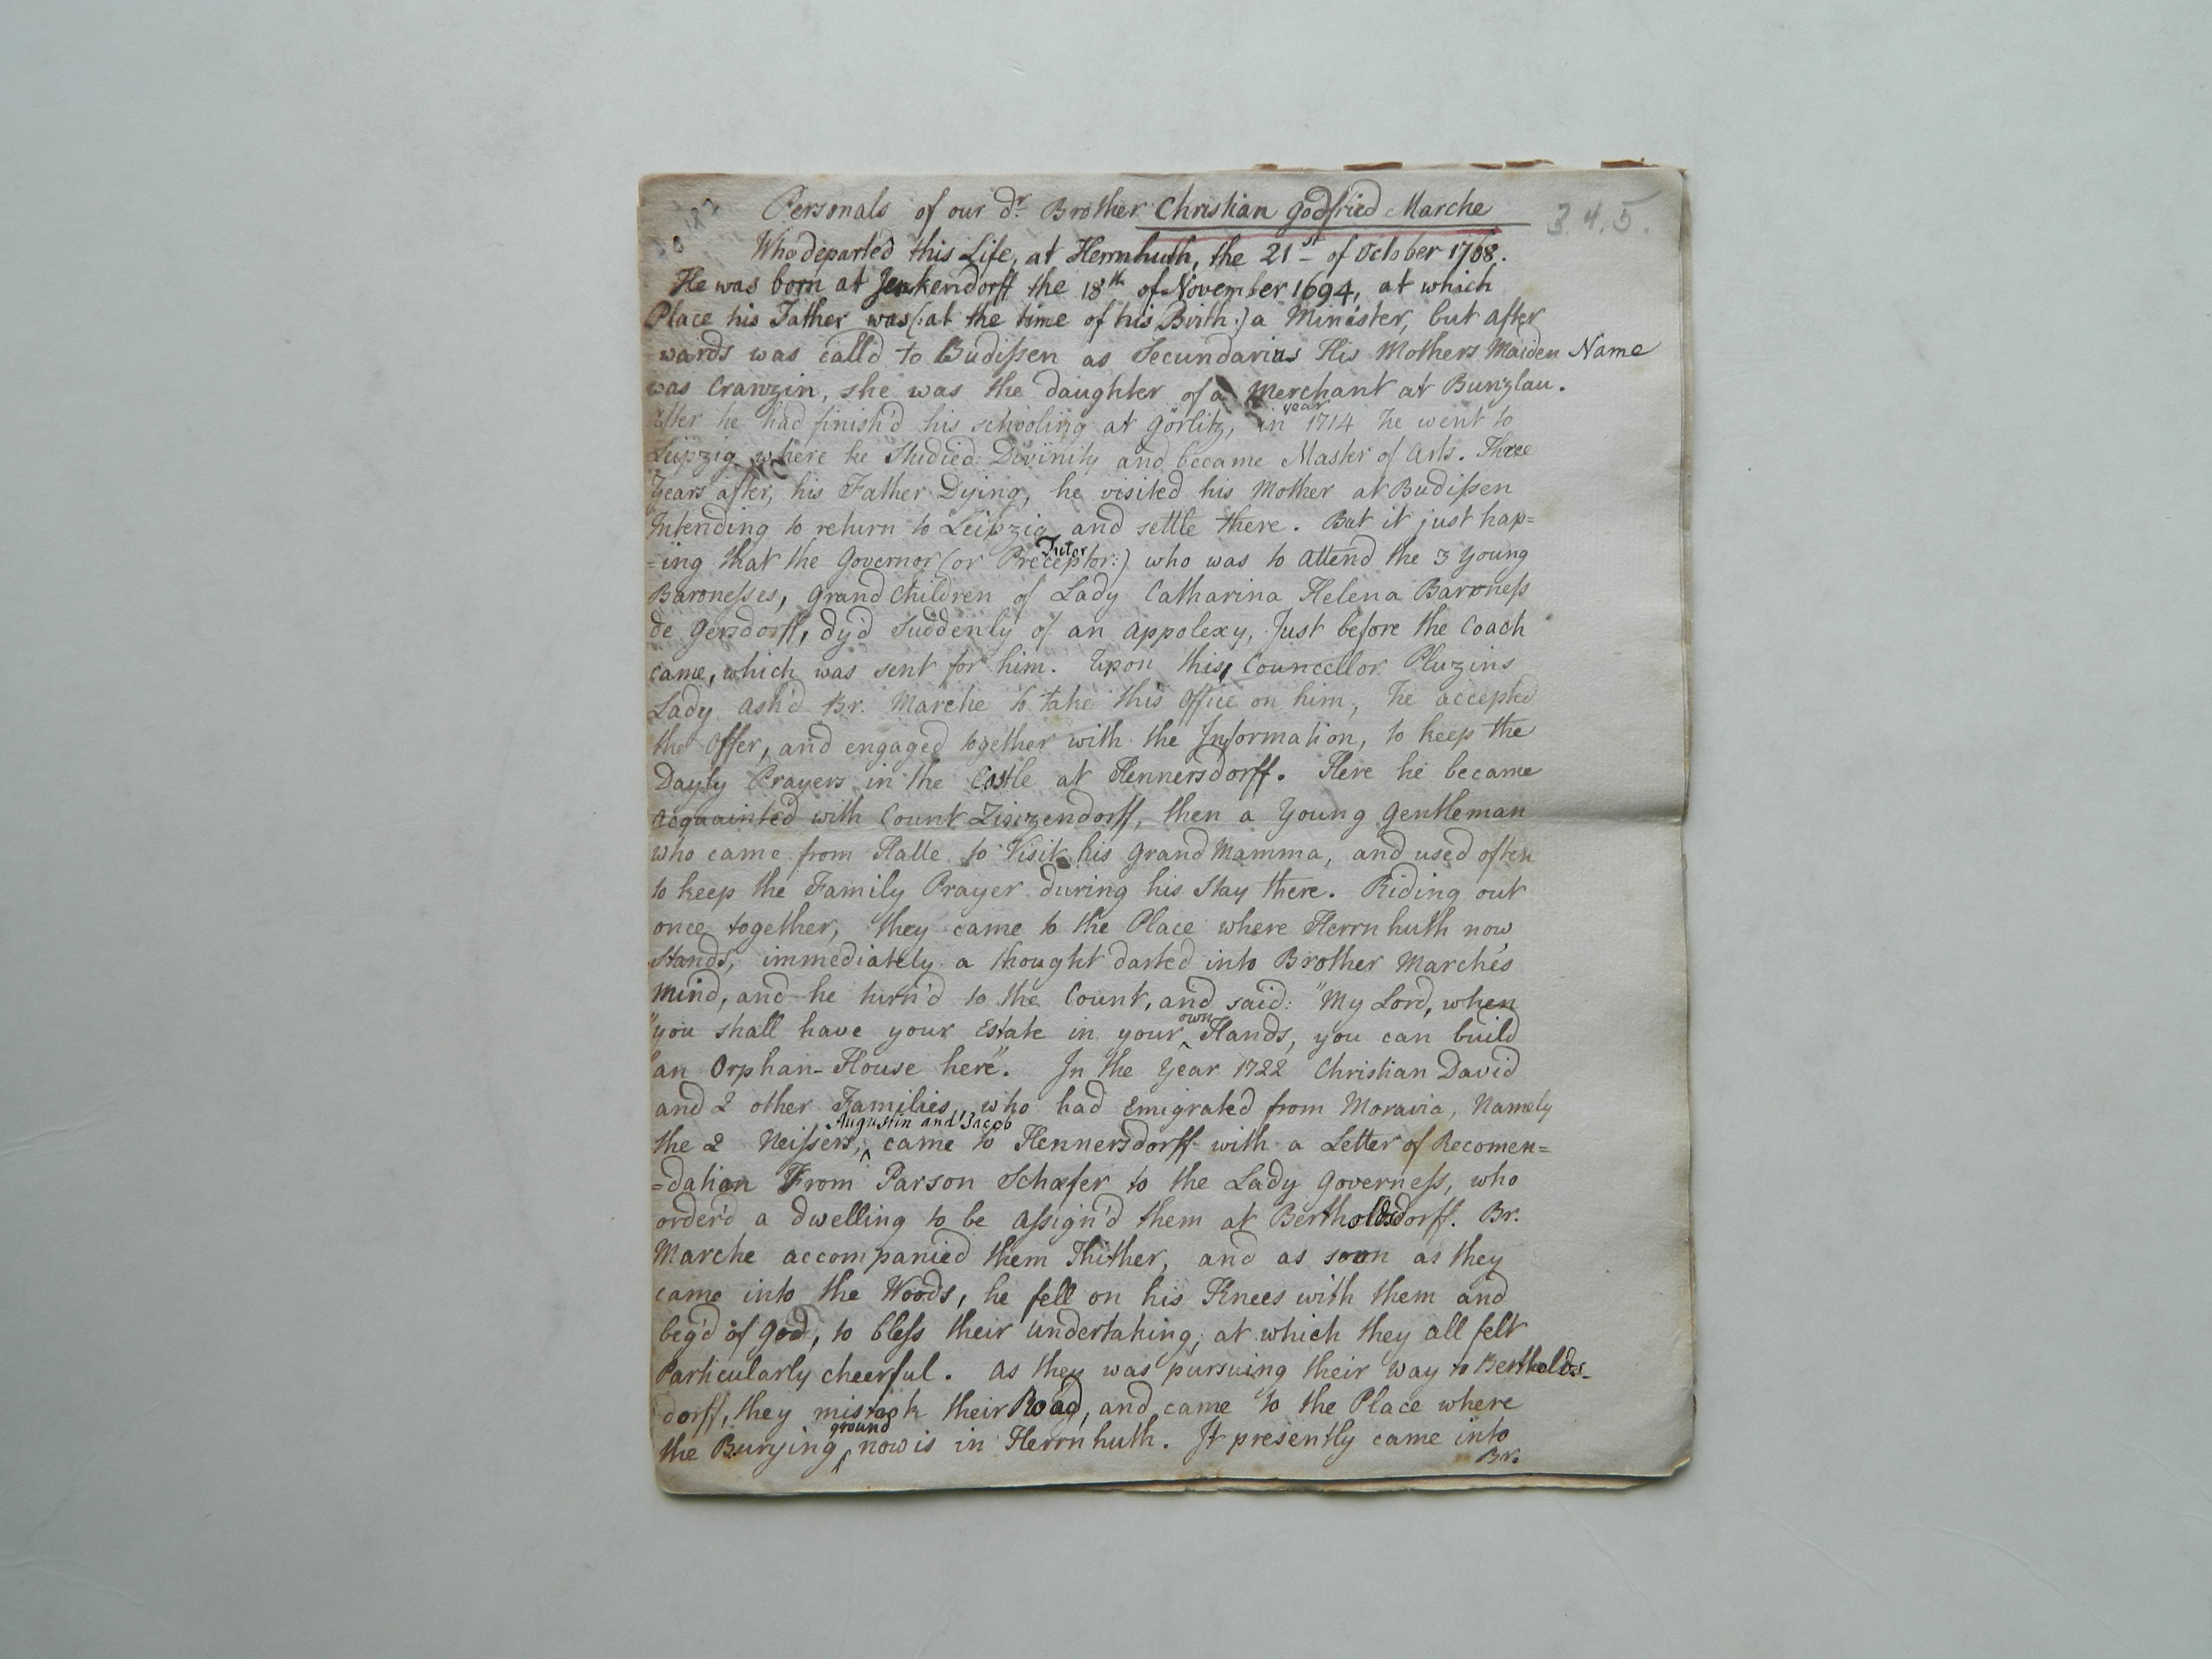 Personals of our dr. Brother Christian Godfried Marche
3.4.5.
Who departed this Life, at Herrnhuth, the 21st of October 1768.
He was born at Jenkendorff the 18th of November 1694, at which
Place his Father was (: at the time of his Birth :) a Minister, but after
-wards was call'd to Budissen as Secundarius His Mothers Maiden Name
was Cranzin, she was the daughter of a Merchant at Bunzlau.
After he had finish'd his schooling at Görlitz, in year 1714 he went to
Leipzig where he Studied Divinity and became Master of Arts. Three
Years after, his Father Dying, he visited his Mother at Budissen
Intending to return to Leipzig and settle there. But it just hap=
=ing that the Governor (or Preceptor:) Tutor who was to attend the 3 young
Baronesses, Grand Children of Lady Catharina Helena Baroness
de Gersdorff, dy'd suddenly of an Appolexy, Just before the Coach
came, which was sent for him. Upon this, Councellor Pluzins
Lady ask'd Br. Marche to take this Office on him, he accepted
the Offer, and engaged together with the Information, to keep the
Dayly Prayers in the Castle at Hennersdorff. Here he became
acquainted with Count Zinzendorff, then a Young Gentleman
who came from Halle to Visit his Grand Mamma, and used often
to keep the Family Prayer during his Stay there. Riding out
once together, they came to the Place where Herrnhuth now
Stands, immediately a thought darted into Brother Marche's
Mind, and he turn'd to the Count, and said: "My Lord, when
"you shall have your Estate in your own Hands, you can build
"an Orphan-House here". In the Year 1722 Christian David
and 2 other Families, who had Emigrated from Moravia, Namely
the 2 Neissers, Augustin and Jacob came to Hennersdorff with a Letter of Recomen=
=dation From Parson Schæfer to the Lady Governess, who
order'd a dwelling to be Assign'd them at Bertholdsdorff. Br.
Marche accompanied them Thither, and as soon as they
came into the Woods, he fell on his Knees with them and
beg'd of God, to bless their undertaking, at which they all felt
Particularly cheerful. As they was pursuing their way to Bertholds-
dorff, they mistook their Road, and came to the Place where
the Burying ground now is in Herrnhuth. It presently came into
Br.